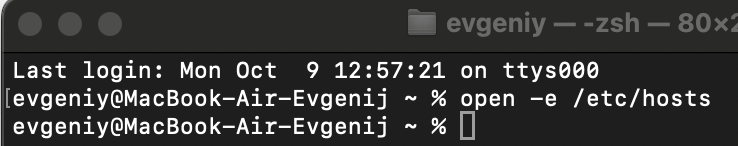 evgeniy — -zsh — 80×2
Last login: Mon Oct  9 12:57:21 on ttys000
[evgeniy@MacBook-Air-Evgenij ~ % open -e /etc/hosts
evgeniy@MacBook-Air-Evgenij ~ %